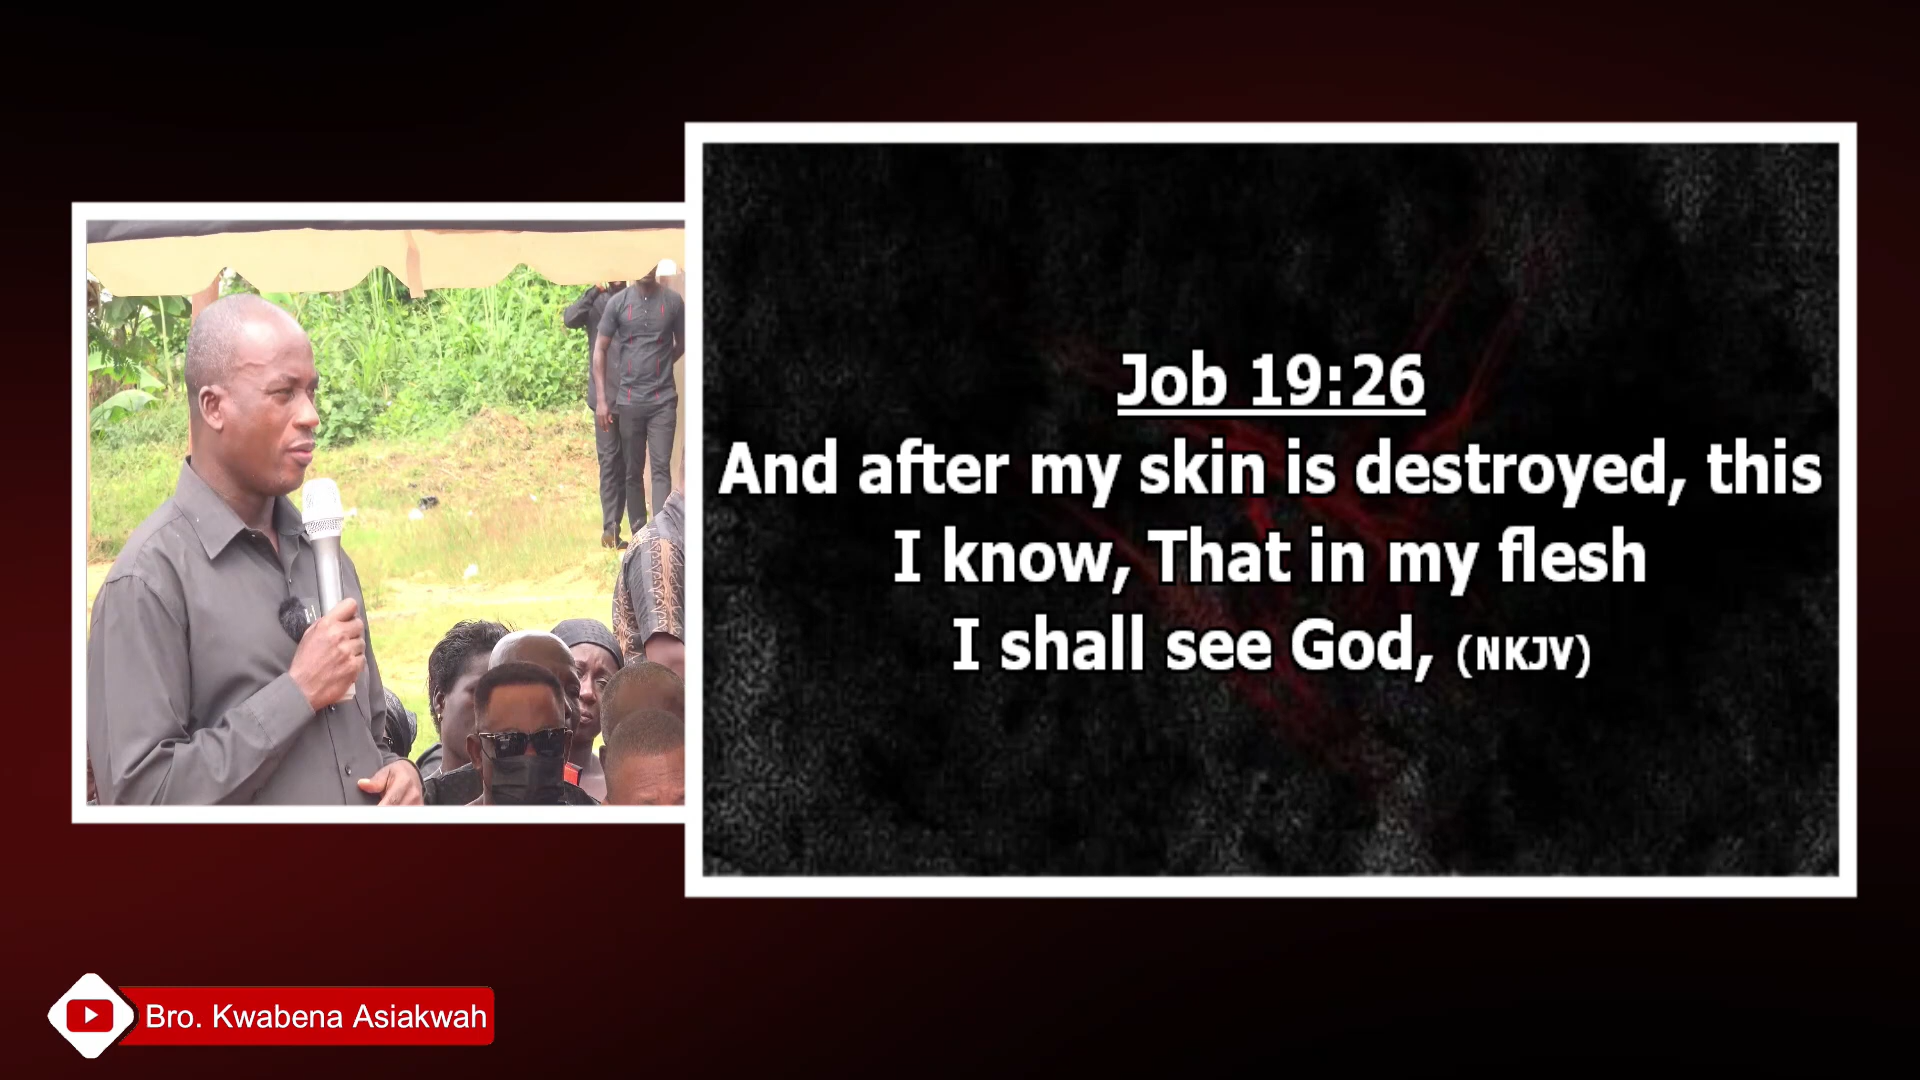 Job 19:26
And after my skin is destroyed, this
I know, That in my flesh
I shall see God, (NKJV)
Bro. Kwabena Asiakwah